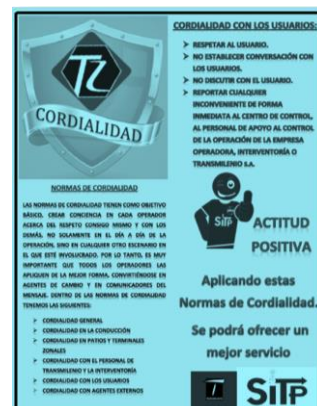 TZ
CORDIALIDAD
NORMAS DE CORDIALIDAD
LAS NORMAS DE CORDIALIDAD TIENEN COMO OBJETIVO
BÁSICO, CREAR CONCIENCIA EN CADA OPERADOR
ACERCA DEL RESPETO CONSIGO MISMO Y CON LOS
DEMÁS, NO SOLAMENTE EN EL DÍA A DÍA DE LA
OPERACIÓN, SINO EN CUALQUIER OTRO ESCENARIO EN
EL QUE ESTÉ INVOLUCRADO. POR LO TANTO, ES MUY
IMPORTANTE QUE TODOS LOS OPERADORES LAS
APLIQUEN DE LA MEJOR FORMA, CONVIRTIÉNDOSE EN
AGENTES DE CAMBIO Y EN COMUNICADORES DEL
MENSAJE. DENTRO DE LAS NORMAS DE CORDIALIDAD
TENEMOS LAS SIGUIENTES:
➤ CORDIALIDAD GENERAL
➤ CORDIALIDAD EN LA CONDUCCIÓN
➤ CORDIALIDAD EN PATIOS Y TERMINALES
ZONALES
➤ CORDIALIDAD CON EL PERSONAL DE
TRANSMILENIO Y LA INTERVENTORÍA
➤ CORDIALIDAD CON LOS USUARIOS
➤ CORDIALIDAD CON AGENTES EXTERNOS
CORDIALIDAD CON LOS USUARIOS:
➤ RESPETAR AL USUARIO.
➤ NO ESTABLECER CONVERSACIÓN CON
LOS USUARIOS.
➤ NO DISCUTIR CON EL USUARIO.
➤ REPORTAR CUALQUIER
INCONVENIENTE DE FORMA
INMEDIATA AL CENTRO DE CONTROL,
AL PERSONAL DE APOYO AL CONTROL
DE LA OPERACIÓN DE LA EMPRESA
OPERADORA, INTERVENTORÍA O
TRANSMILENIO S.A.
SiTP
ACTITUD
POSITIVA
Aplicando estas
Normas de Cordialidad.
Se podrá ofrecer un
mejor servicio
SiTP